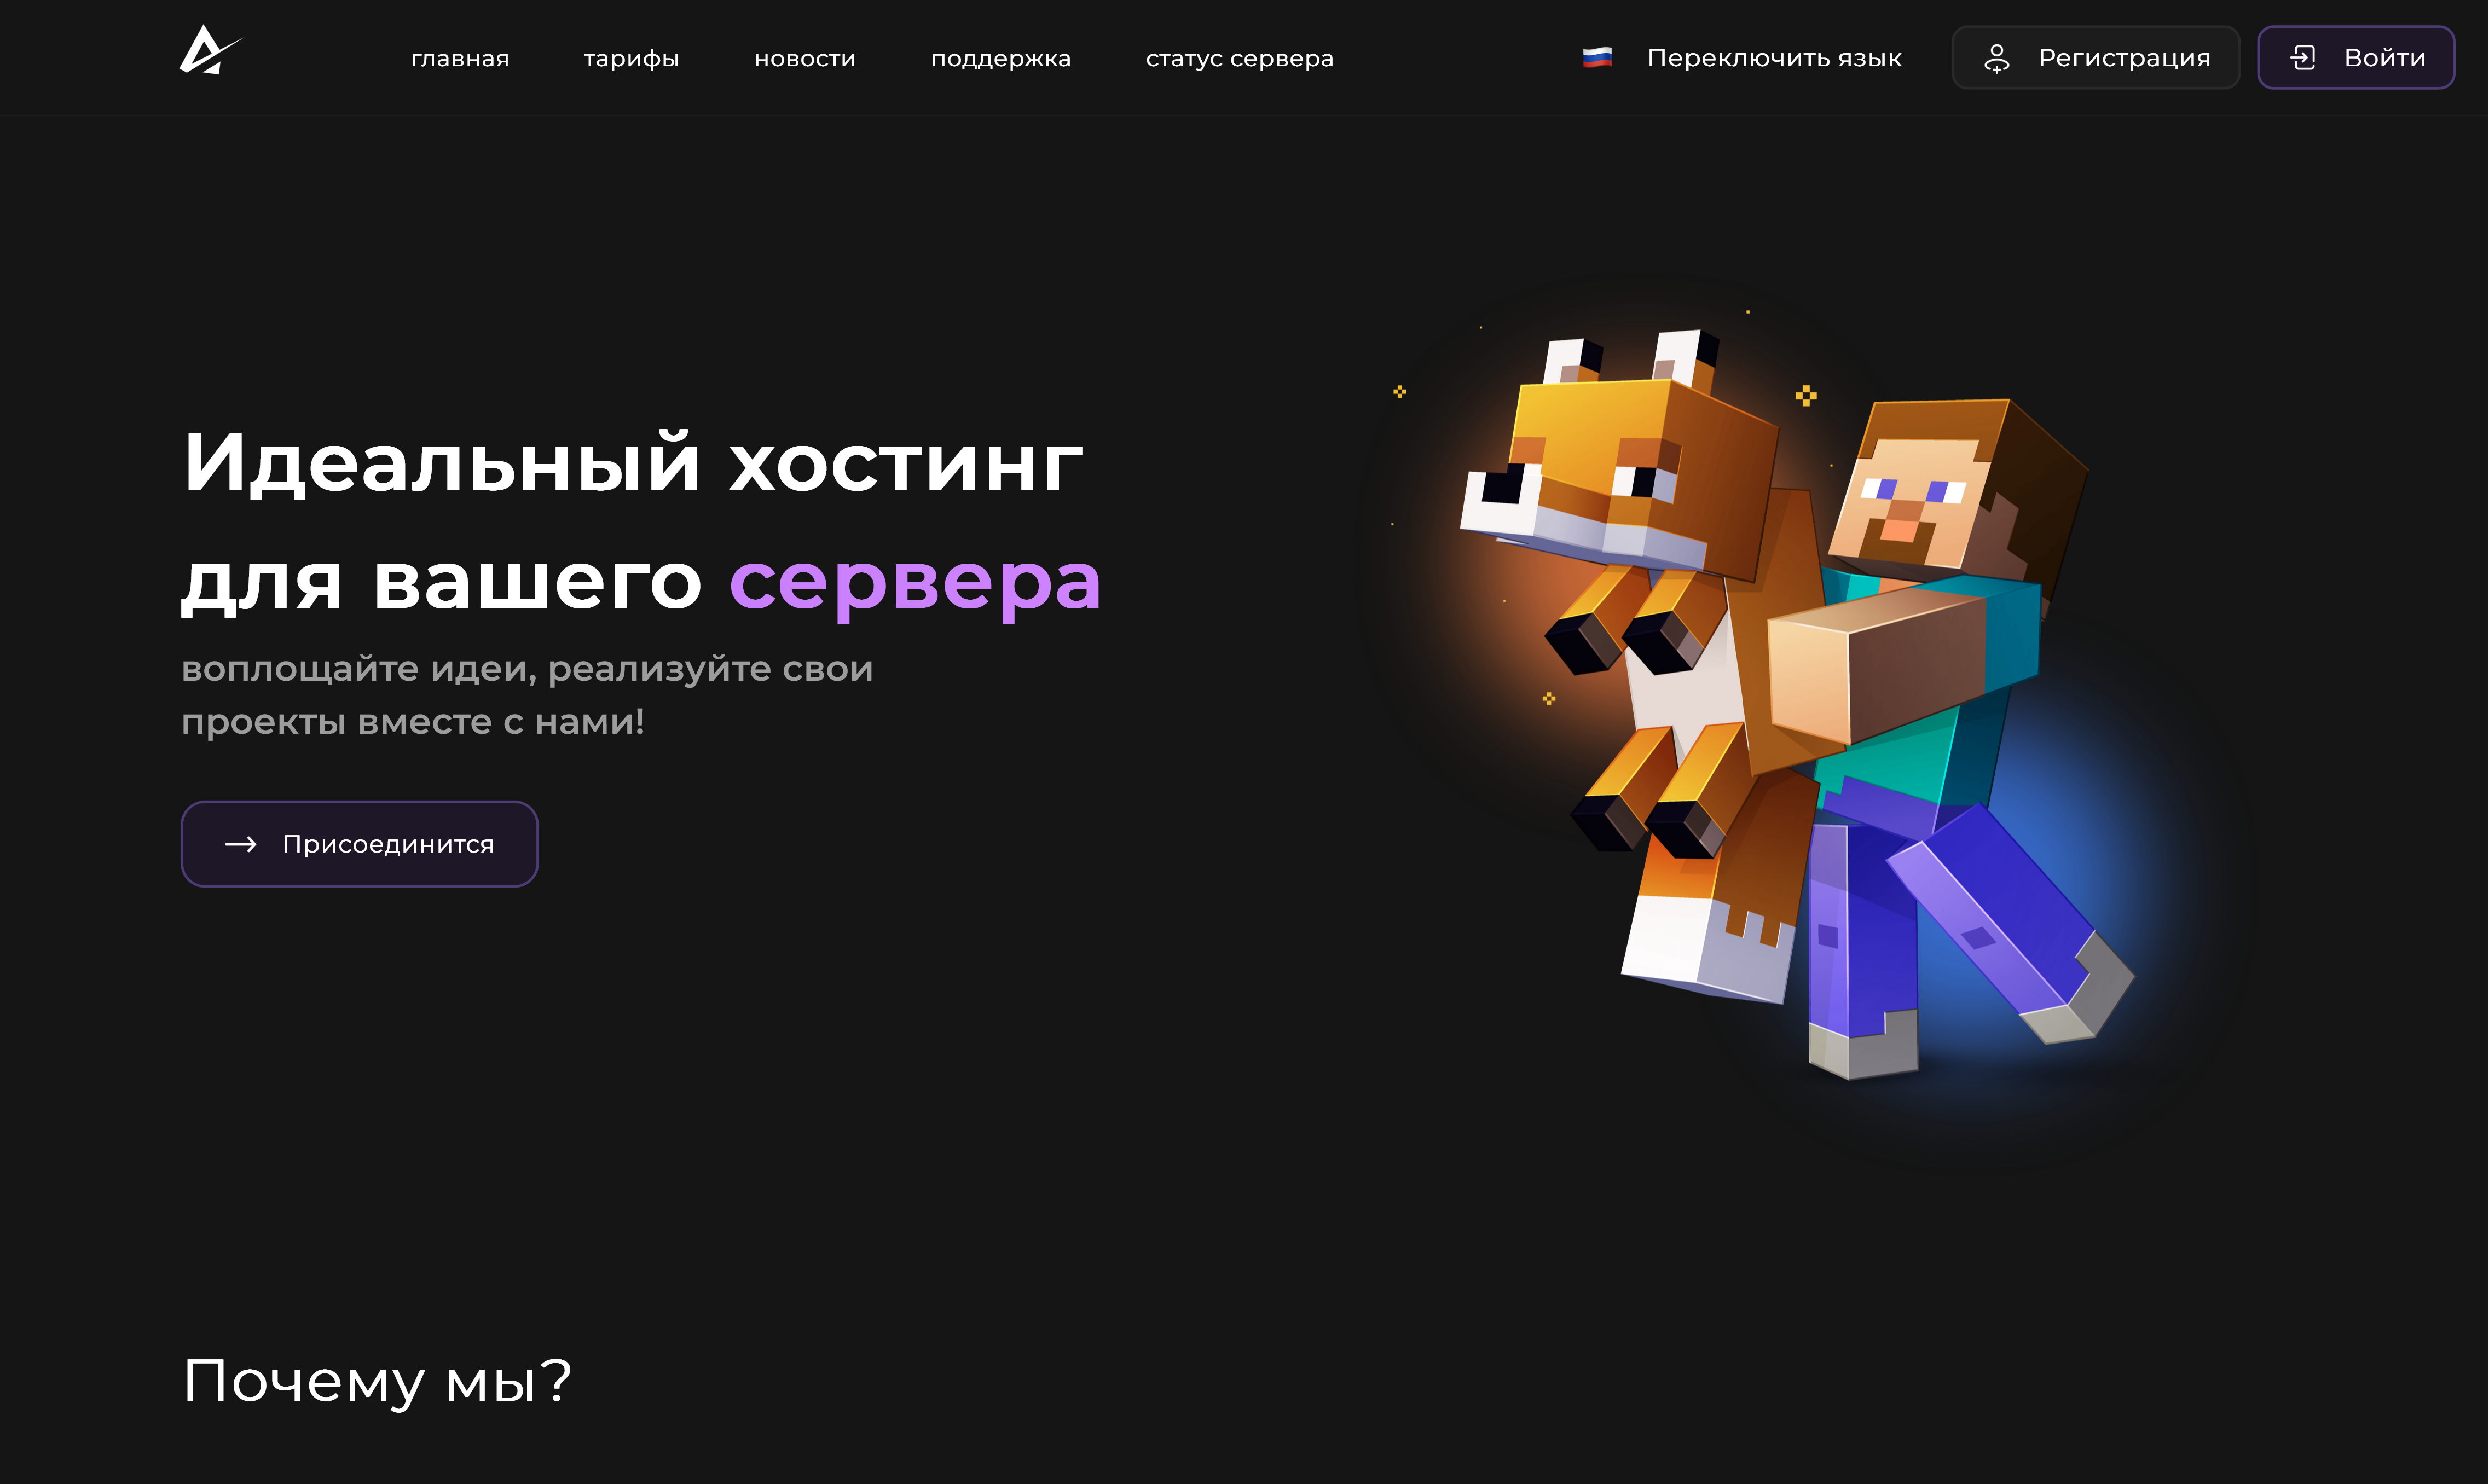 главная
тарифы
новости
поддержка
статус сервера
Переключить язык
Регистрация
Войти
Идеальный хостинг
для вашего сервера
воплощайте идеи, реализуйте свои
проекты вместе с нами!
Присоединится
Почему мы?